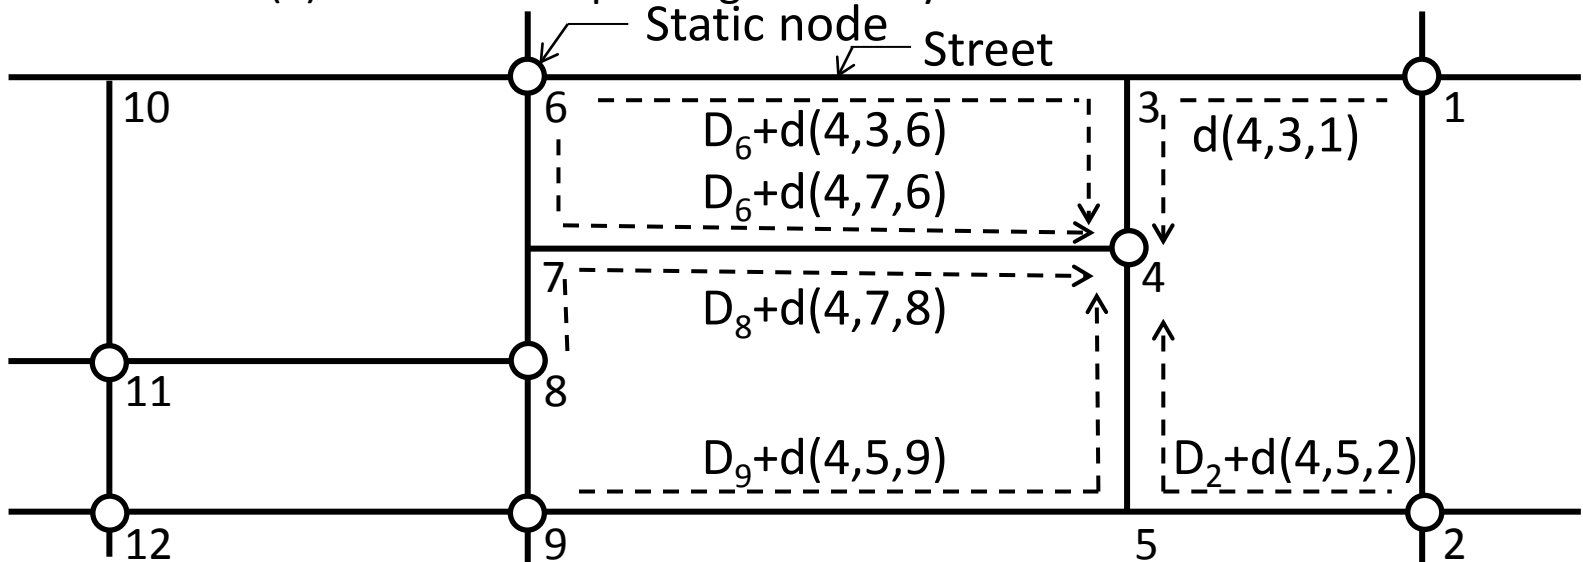 Static node
Street
10
6
3
1
D6+d(4,3,6)
d(4,3,1)
D6+d(4,7,6)
7
4
D8+d(4,7,8)
11
8
D9+d(4,5,9)
D2+d(4,5,2)
12
9
5
2